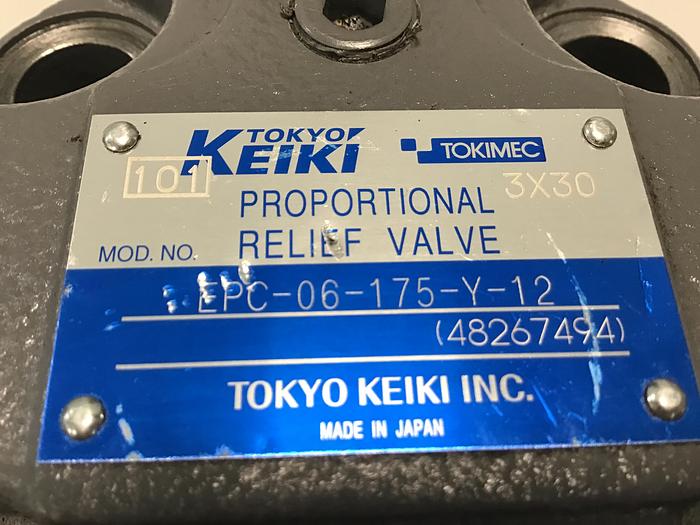 TOKYO
KEIKI TOKIMEC
101 3X30
PROPORTIONAL
MOD. NO. RELIEF VALVE
EPC-06-175-Y-12
(48267494)
TOKYO KEIKI INC.
MADE IN JAPAN